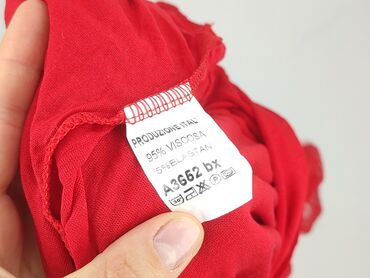 PRODUZIONE ITAL
95% VISCOSA
5% ELASTAN
A3662 bx